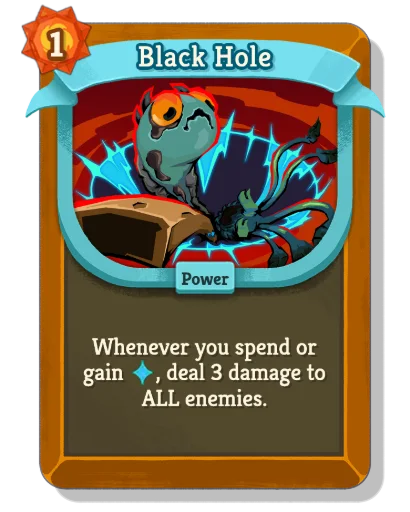 1
Black Hole
Power
Whenever you spend or
gain , deal 3 damage to
ALL enemies.